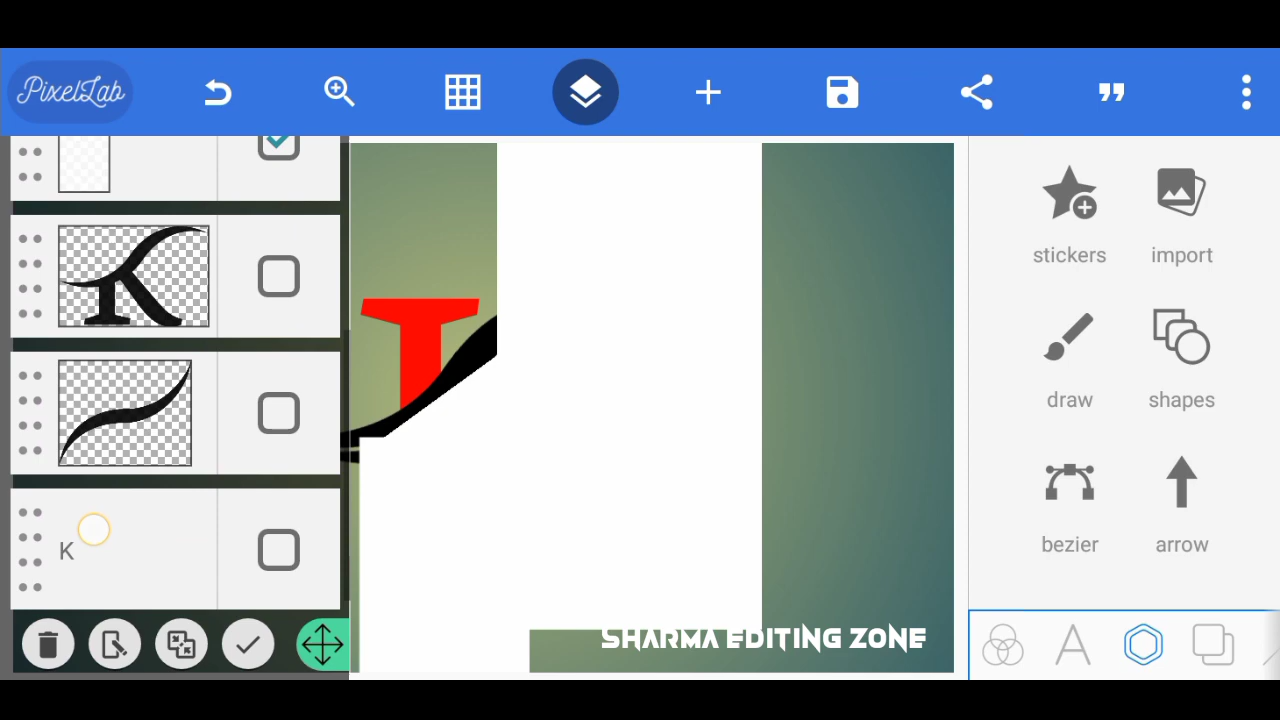 PixelLab
stickers
import
draw
shapes
bezier
arrow
K
K
SHARMA EDITING ZONE